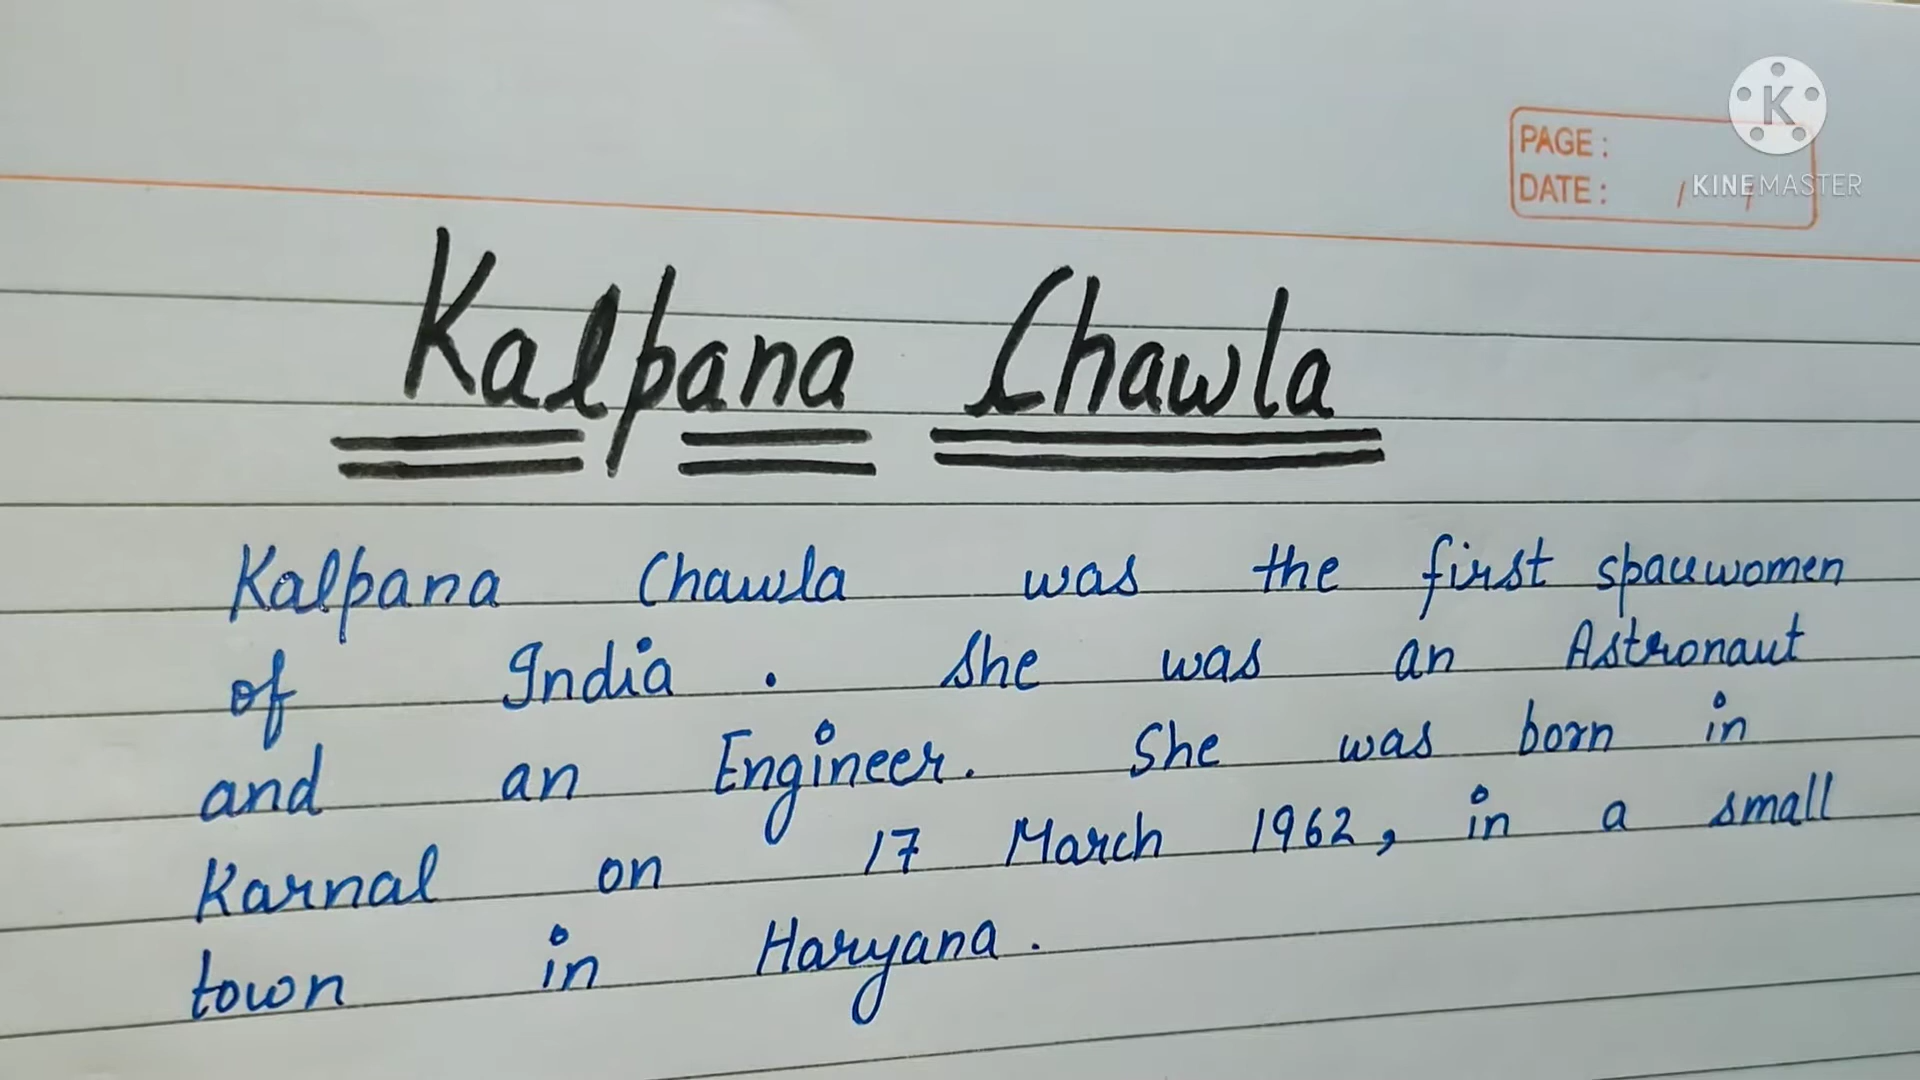 PAGE :
DATE : / /
KINEMASTER
Kalpana Chawla
Kalpana Chawla was the first spacewomen
of India . She was an Astronaut
and an Engineer. She was born in
Karnal on 17 March 1962, in a small
town in Haryana .